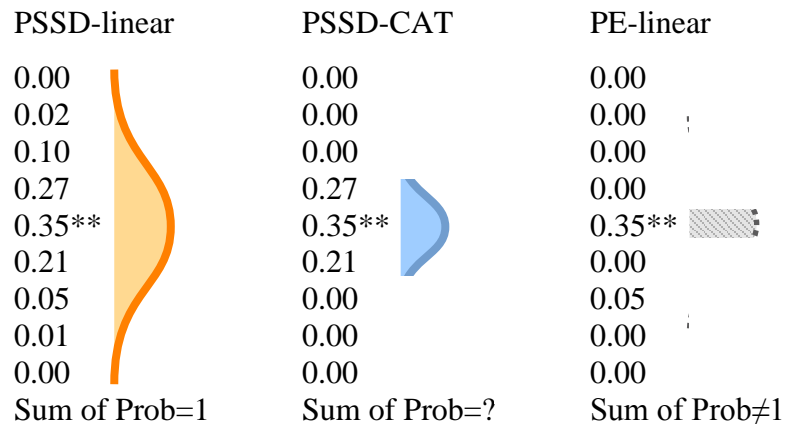 PSSD-linear PSSD-CAT PE-linear
0.00 0.00 0.00
0.02 0.00 0.00
0.10 0.00 0.00
0.27 0.27 0.00
0.35** 0.35** 0.35**
0.21 0.21 0.00
0.05 0.00 0.05
0.01 0.00 0.00
0.00 0.00 0.00
Sum of Prob=1 Sum of Prob=? Sum of Prob≠1